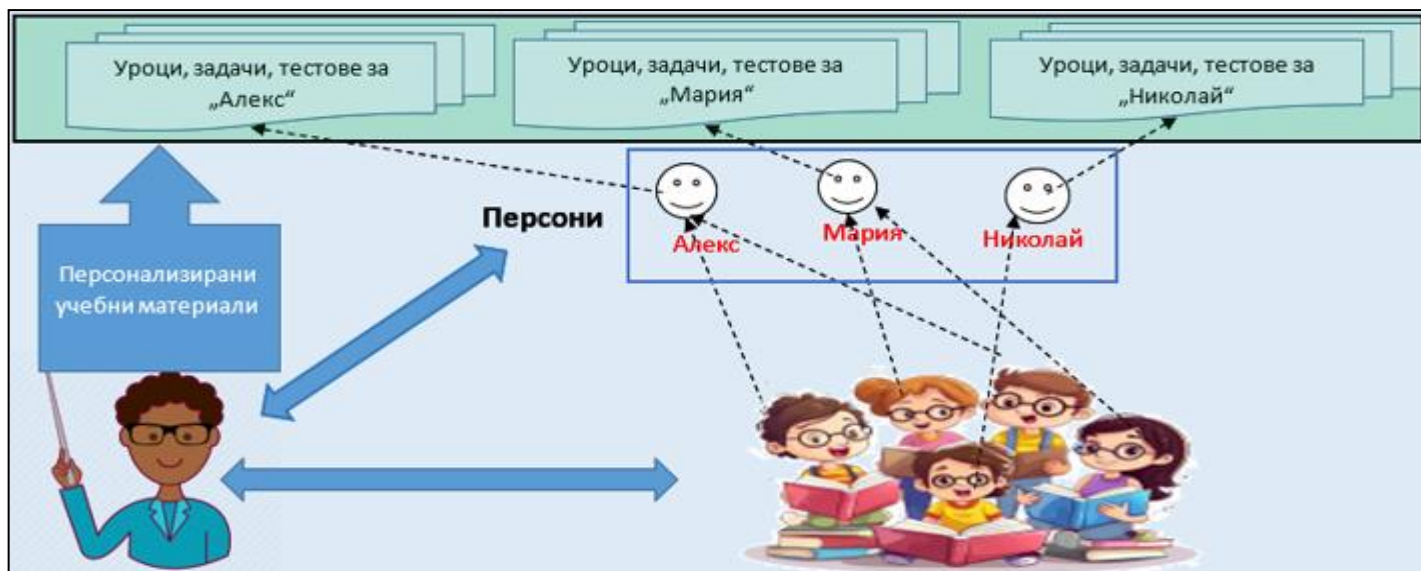 Уроци, задачи, тестове за
„Алекс“
Уроци, задачи, тестове за
„Мария“
Уроци, задачи, тестове за
„Николай“
Персони
Алекс
Мария
Николай
Персонализирани
учебни материали